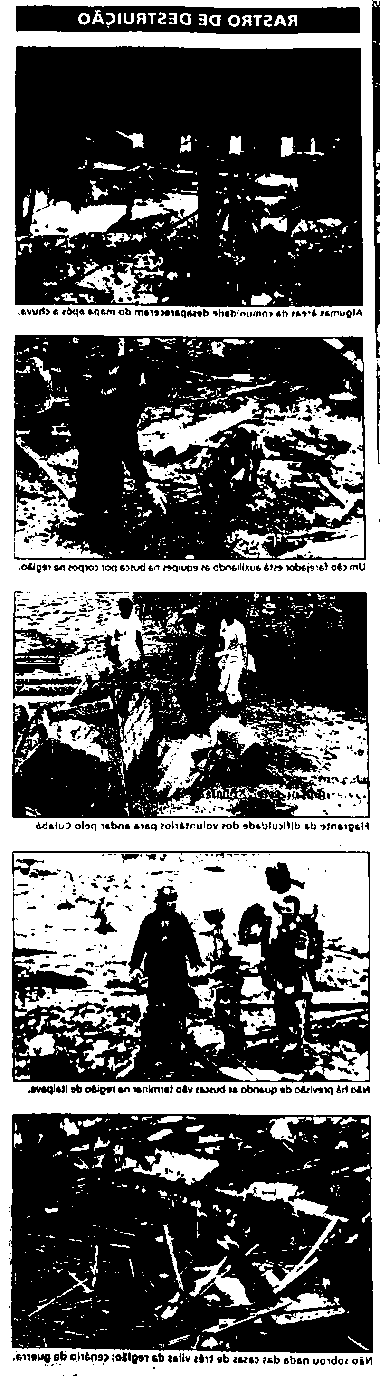 RASTRO DE DESTRUIÇÃO
Algumas áreas da comunidade desapareceram do mapa após a chuva.
Um cão farejador está auxiliando as equipes na busca por corpos na região.
Flagrante da dificuldade dos voluntários para andar pelo Cuiabá
Não há previsão de quando as buscas vão terminar na região de Itaipava.
Não sobrou nada das casas de três vilas da região; cenário de guerra.